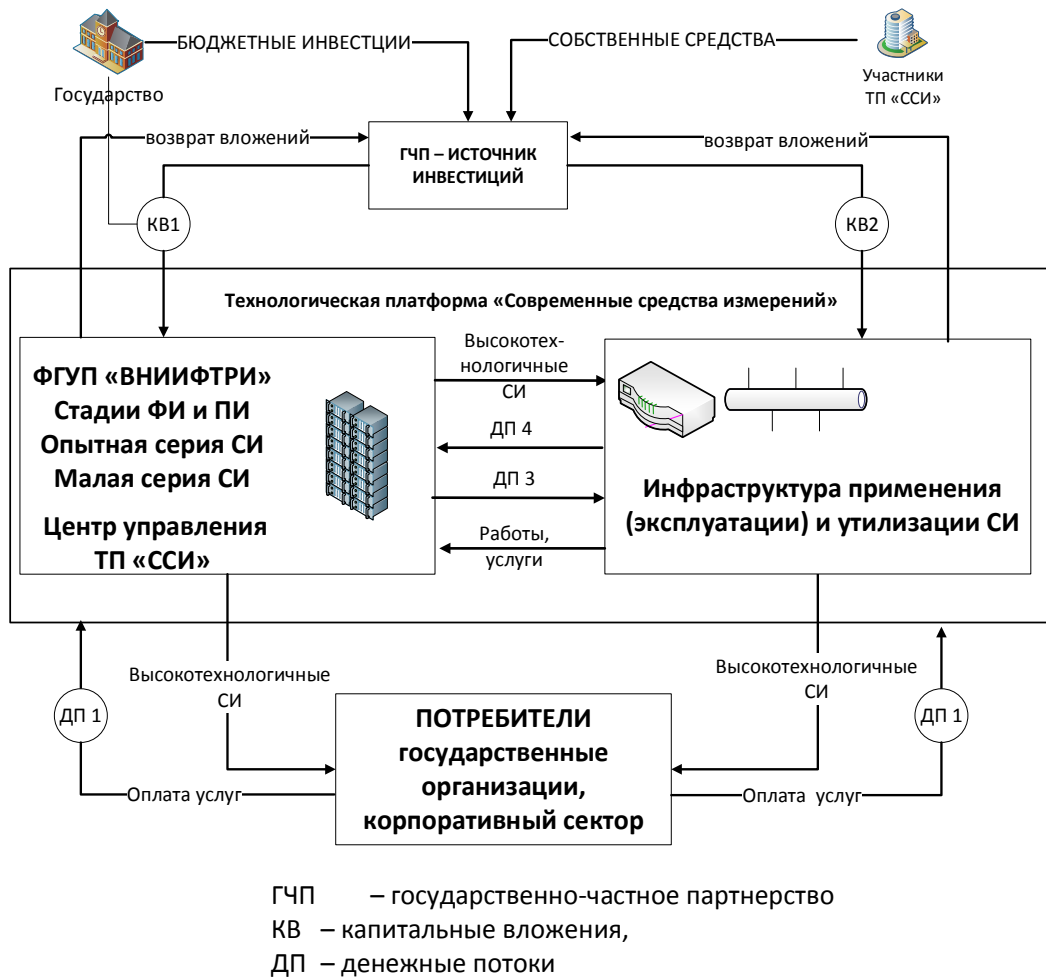 БЮДЖЕТНЫЕ ИНВЕСТЦИИ
СОБСТВЕННЫЕ СРЕДСТВА
Государство
Участники
ТП «ССИ»
возврат вложений
возврат вложений
ГЧП – ИСТОЧНИК
ИНВЕСТИЦИЙ
КВ1
КВ2
Технологическая платформа «Современные средства измерений»
ФГУП «ВНИИФТРИ»
Стадии ФИ и ПИ
Опытная серия СИ
Малая серия СИ
Центр управления
ТП «ССИ»
Высокотех-
нологичные
СИ
ДП 4
ДП 3
Работы,
услуги
Инфраструктура применения
(эксплуатации) и утилизации СИ
Высокотехнологичные
СИ
Высокотехнологичные
СИ
ДП 1
ДП 1
ПОТРЕБИТЕЛИ
государственные
организации,
корпоративный сектор
Оплата услуг
Оплата услуг
ГЧП – государственно-частное партнерство
КВ – капитальные вложения,
ДП – денежные потоки